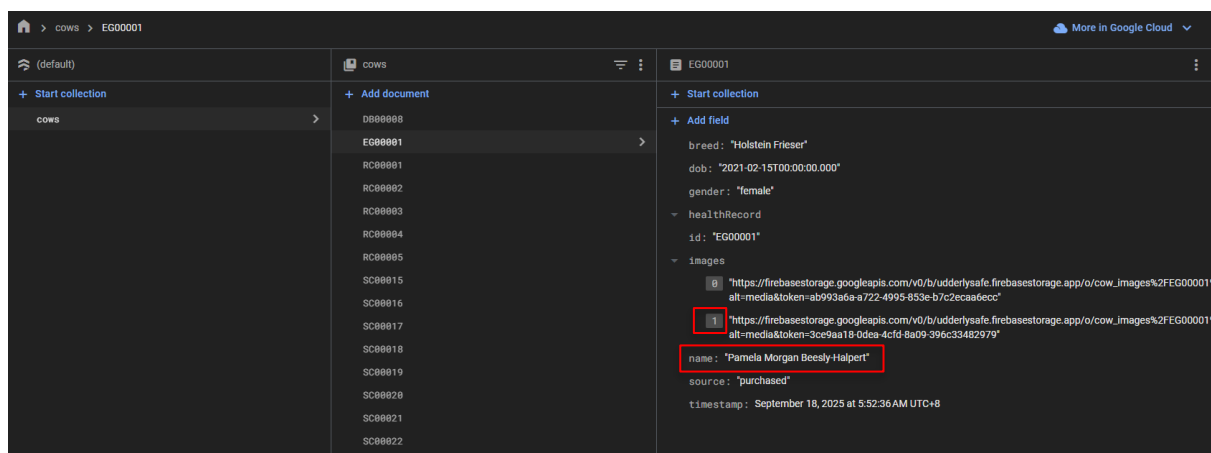 cows > EG00001
More in Google Cloud
(default)
+ Start collection
cows
cows
+ Add document
DB00008
EG00001
RC00001
RC00002
RC00003
RC00004
RC00005
SC00015
SC00016
SC00017
SC00018
SC00019
SC00020
SC00021
SC00022
EG00001
+ Start collection
+ Add field
breed: "Holstein Frieser"
dob: "2021-02-15T00:00:00.000"
gender: "female"
healthRecord
id: "EG00001"
images
0 "https://firebasestorage.googleapis.com/v0/b/udderlysafe.firebasestorage.app/o/cow_images%2FEG00001
alt=media&token=ab993a6a-a722-4995-853e-b7c2ecaa6ecc"
1 "https://firebasestorage.googleapis.com/v0/b/udderlysafe.firebasestorage.app/o/cow_images%2FEG00001
alt=media&token=3ce9aa18-0dea-4cfd-8a09-396c33482979"
name: "Pamela Morgan Beesly-Halpert"
source: "purchased"
timestamp: September 18, 2025 at 5:52:36 AM UTC+8